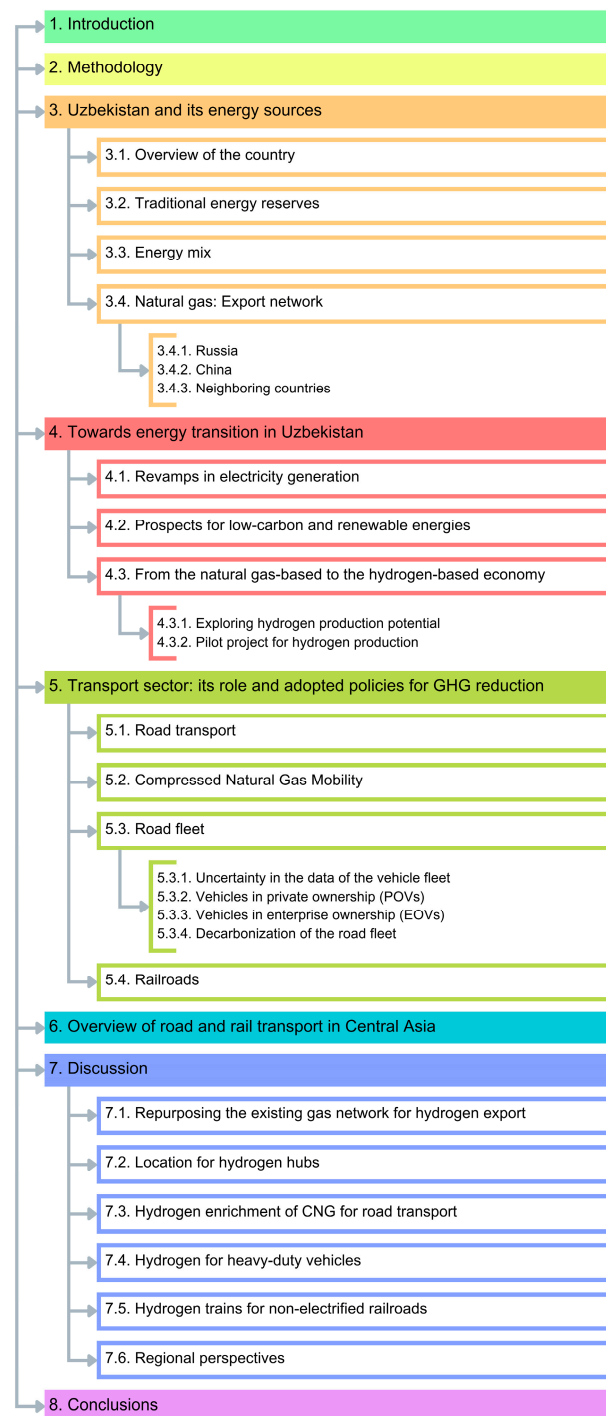 1. Introduction
2. Methodology
3. Uzbekistan and its energy sources
3.1. Overview of the country
3.2. Traditional energy reserves
3.3. Energy mix
3.4. Natural gas: Export network
3.4.1. Russia
3.4.2. China
3.4.3. Neighboring countries
4. Towards energy transition in Uzbekistan
4.1. Revamps in electricity generation
4.2. Prospects for low-carbon and renewable energies
4.3. From the natural gas-based to the hydrogen-based economy
4.3.1. Exploring hydrogen production potential
4.3.2. Pilot project for hydrogen production
5. Transport sector: its role and adopted policies for GHG reduction
5.1. Road transport
5.2. Compressed Natural Gas Mobility
5.3. Road fleet
5.3.1. Uncertainty in the data of the vehicle fleet
5.3.2. Vehicles in private ownership (POVs)
5.3.3. Vehicles in enterprise ownership (EOVs)
5.3.4. Decarbonization of the road fleet
5.4. Railroads
6. Overview of road and rail transport in Central Asia
7. Discussion
7.1. Repurposing the existing gas network for hydrogen export
7.2. Location for hydrogen hubs
7.3. Hydrogen enrichment of CNG for road transport
7.4. Hydrogen for heavy-duty vehicles
7.5. Hydrogen trains for non-electrified railroads
7.6. Regional perspectives
8. Conclusions